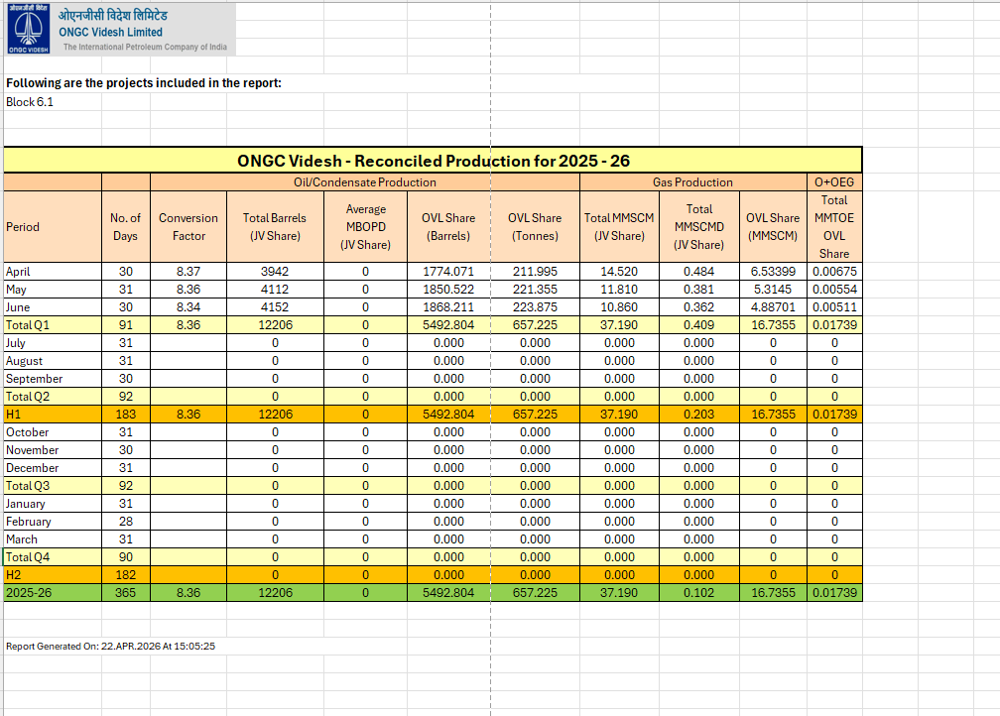 ओएनजीसी विदेश
ONGC VIDESH
ओएनजीसी विदेश लिमिटेड
ONGC Videsh Limited
The International Petroleum Company of India
Following are the projects included in the report:
Block 6.1
ONGC Videsh - Reconciled Production for 2025 - 26
Oil/Condensate Production Gas Production O+OEG
Period No. of Days Conversion Factor Total Barrels (JV Share) Average MBOPD (JV Share) OVL Share (Barrels) OVL Share (Tonnes) Total MMSCM (JV Share) Total MMSCMD (JV Share) OVL Share (MMSCM) Total MMTOE OVL Share
April 30 8.37 3942 0 1774.071 211.995 14.520 0.484 6.53399 0.00675
May 31 8.36 4112 0 1850.522 221.355 11.810 0.381 5.3145 0.00554
June 30 8.34 4152 0 1868.211 223.875 10.860 0.362 4.88701 0.00511
Total Q1 91 8.36 12206 0 5492.804 657.225 37.190 0.409 16.7355 0.01739
July 31 0 0 0.000 0.000 0.000 0.000 0 0
August 31 0 0 0.000 0.000 0.000 0.000 0 0
September 30 0 0 0.000 0.000 0.000 0.000 0 0
Total Q2 92 0 0 0.000 0.000 0.000 0.000 0 0
H1 183 8.36 12206 0 5492.804 657.225 37.190 0.203 16.7355 0.01739
October 31 0 0 0.000 0.000 0.000 0.000 0 0
November 30 0 0 0.000 0.000 0.000 0.000 0 0
December 31 0 0 0.000 0.000 0.000 0.000 0 0
Total Q3 92 0 0 0.000 0.000 0.000 0.000 0 0
January 31 0 0 0.000 0.000 0.000 0.000 0 0
February 28 0 0 0.000 0.000 0.000 0.000 0 0
March 31 0 0 0.000 0.000 0.000 0.000 0 0
Total Q4 90 0 0 0.000 0.000 0.000 0.000 0 0
H2 182 0 0 0.000 0.000 0.000 0.000 0 0
2025-26 365 8.36 12206 0 5492.804 657.225 37.190 0.102 16.7355 0.01739
Report Generated On: 22.APR.2026 At 15:05:25